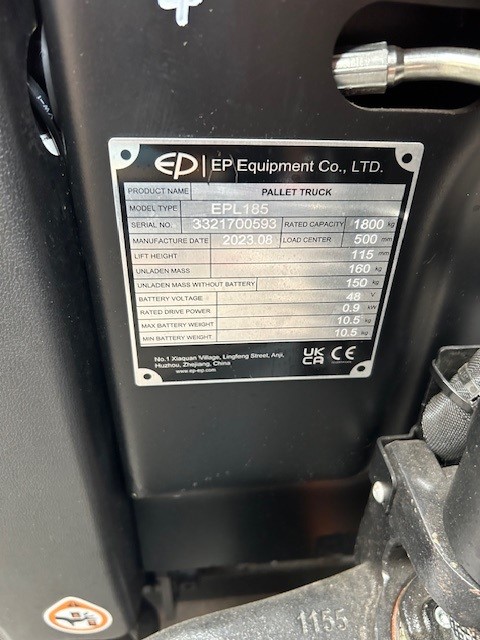 EP | EP Equipment Co., LTD.
PRODUCT NAME PALLET TRUCK
MODEL TYPE EPL185
SERIAL NO. 3321700593 RATED CAPACITY 1800 kg
MANUFACTURE DATE 2023.08 LOAD CENTER 500 mm
LIFT HEIGHT 115 mm
UNLADEN MASS 160 kg
UNLADEN MASS WITHOUT BATTERY 150 kg
BATTERY VOLTAGE 48 V
RATED DRIVE POWER 0.9 kW
MAX BATTERY WEIGHT 10.5 kg
MIN BATTERY WEIGHT 10.5 kg
No.1 Xiaquan Village, Lingfeng Street, Anji,
Huzhou, Zhejiang, China
www.ep-ep.com
UK
CA CE
1155